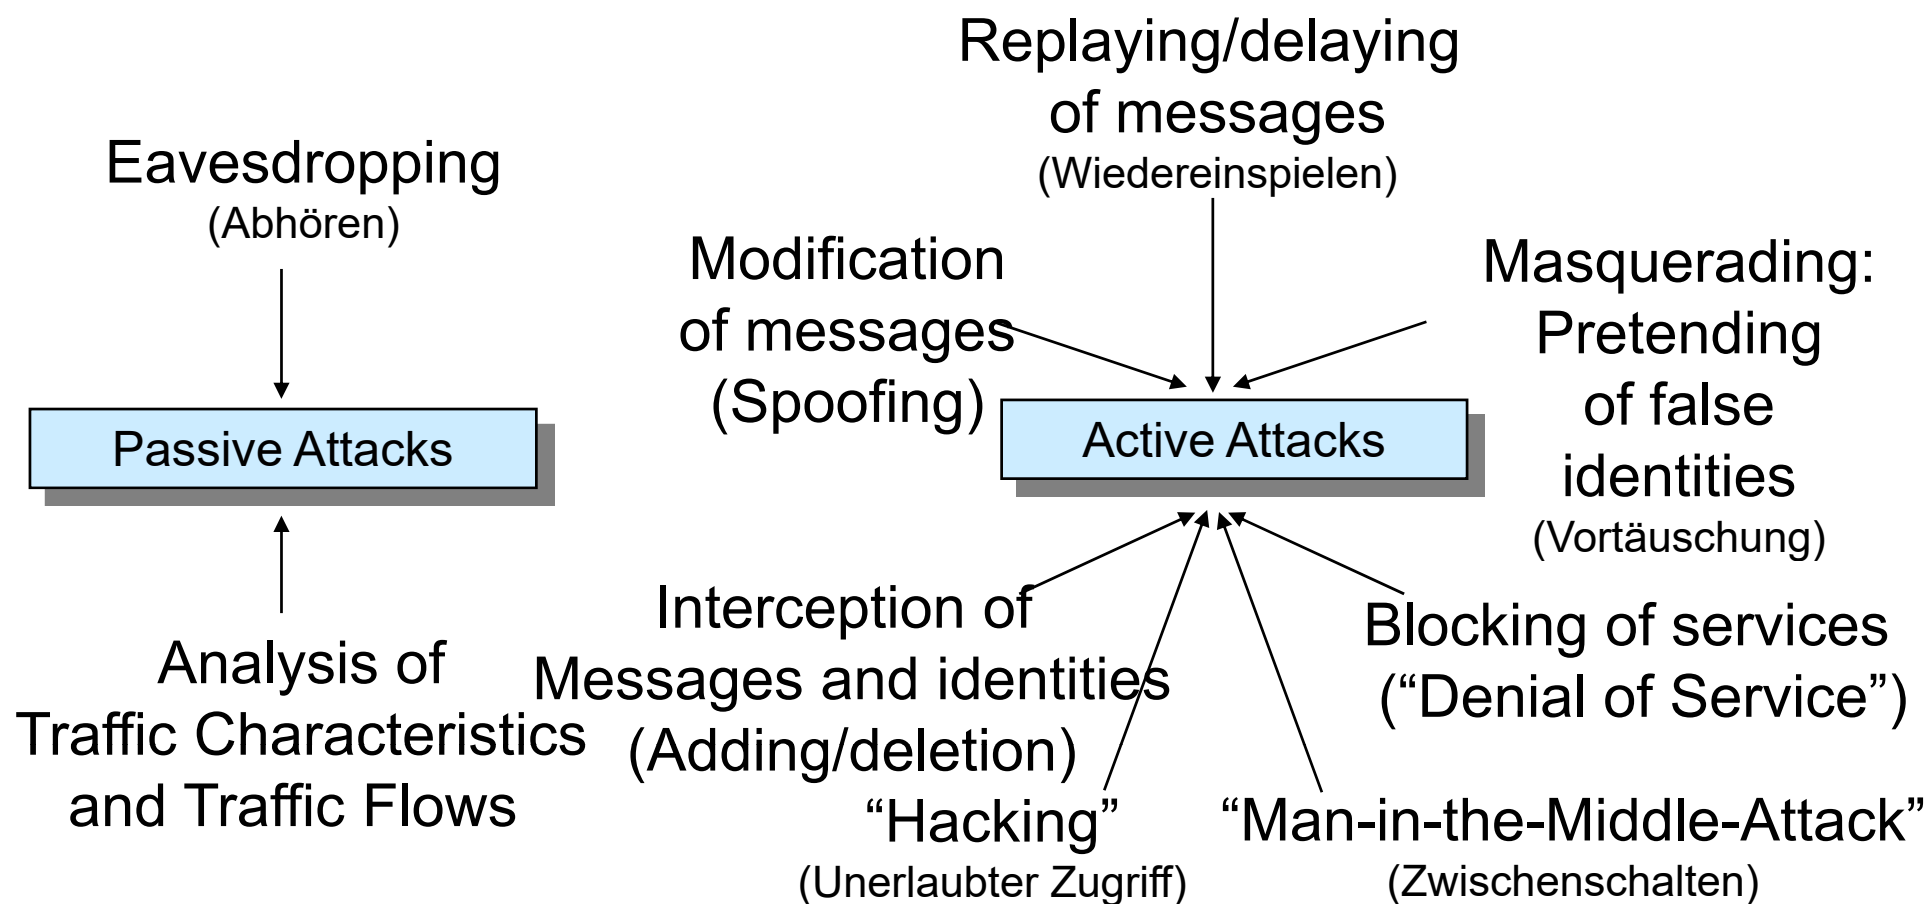 Eavesdropping
(Abhören)
Passive Attacks
Analysis of
Traffic Characteristics
and Traffic Flows
Replaying/delaying
of messages
(Wiedereinspielen)
Modification
of messages
(Spoofing)
Masquerading:
Pretending
of false
identities
(Vortäuschung)
Active Attacks
Interception of
Messages and identities
(Adding/deletion)
“Hacking”
(Unerlaubter Zugriff)
“Man-in-the-Middle-Attack”
(Zwischenschalten)
Blocking of services
(“Denial of Service”)